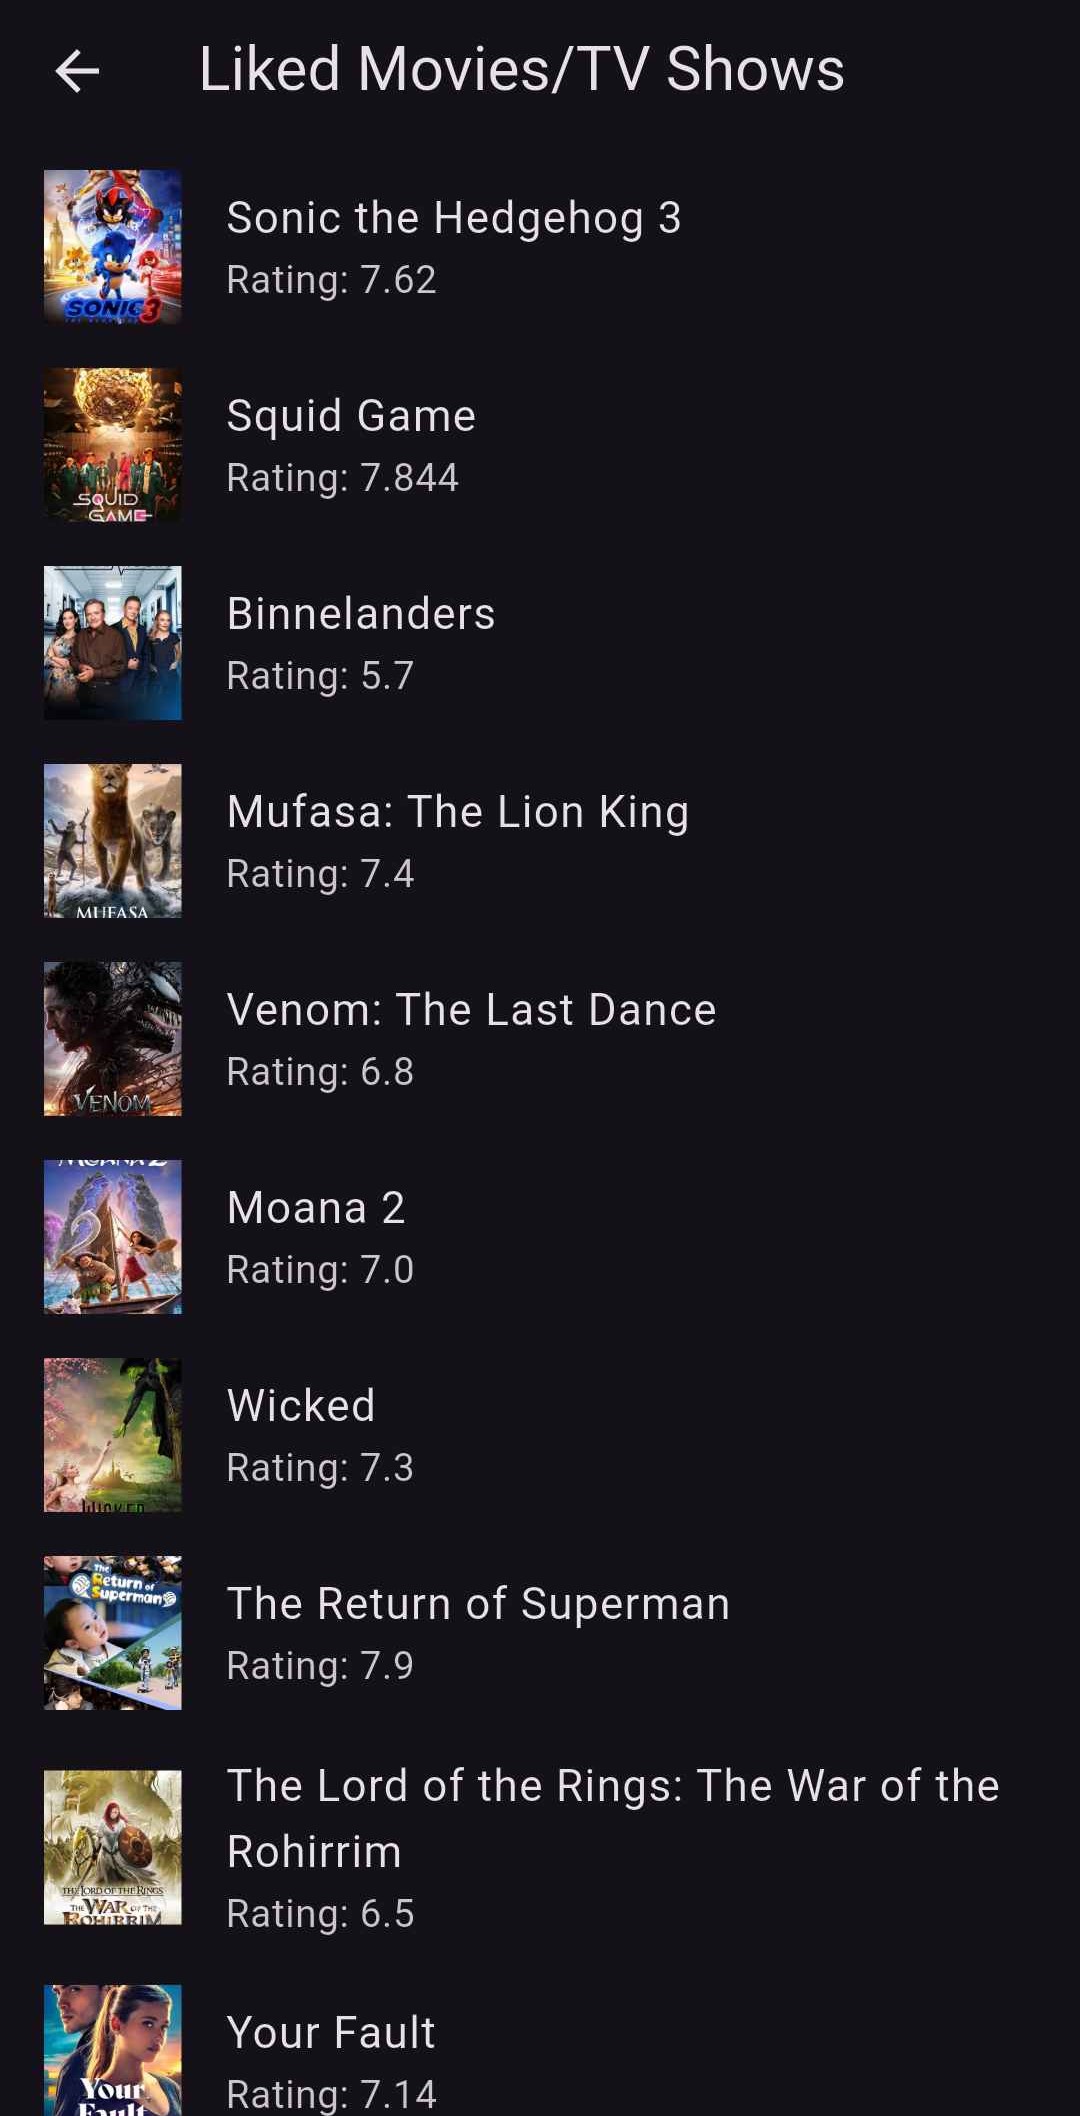 Liked Movies/TV Shows
SONIC 3
Sonic the Hedgehog 3
Rating: 7.62
SQUID
GAME
Squid Game
Rating: 7.844
Binnelanders
Rating: 5.7
MUFASA
Mufasa: The Lion King
Rating: 7.4
VENOM
Venom: The Last Dance
Rating: 6.8
MOANA 2
Moana 2
Rating: 7.0
WICKED
Wicked
Rating: 7.3
The
Return of
Superman
The Return of Superman
Rating: 7.9
THE LORD OF THE RINGS
THE WAR OF THE
ROHIRRIM
The Lord of the Rings: The War of the
Rohirrim
Rating: 6.5
Your
Fault
Your Fault
Rating: 7.14